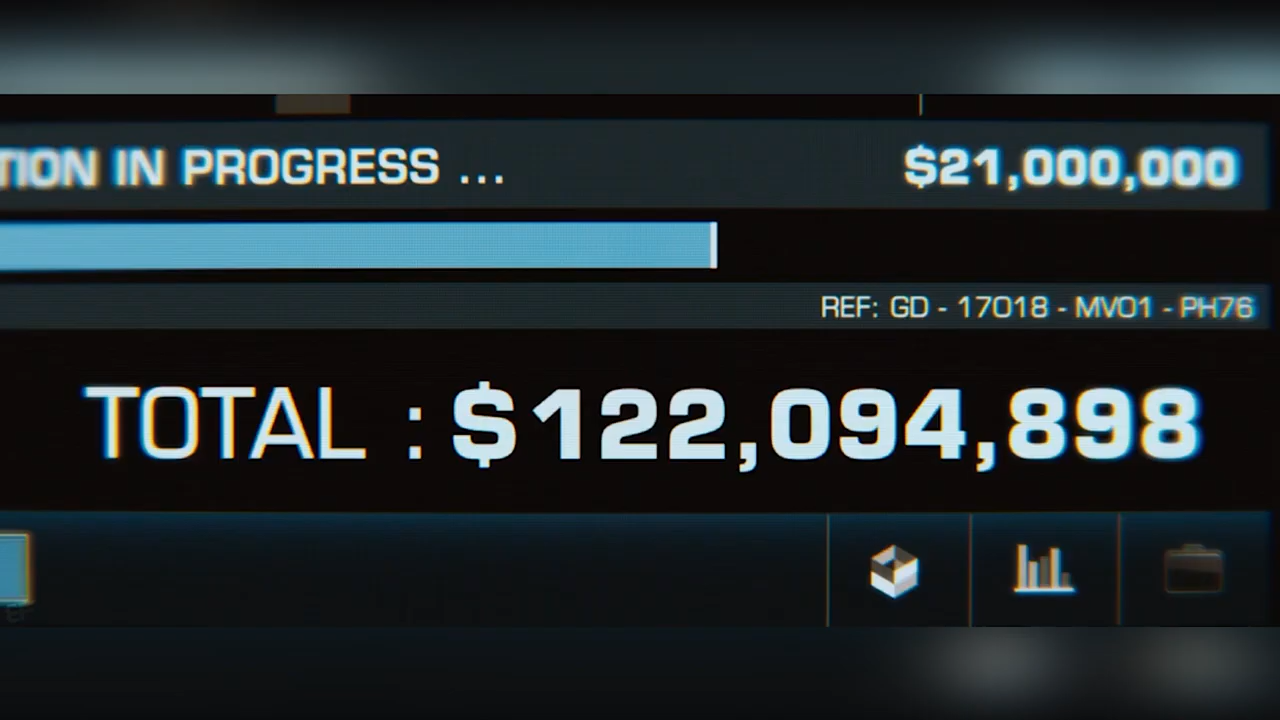 TION IN PROGRESS ... $21,000,000
REF: GD - 17018 - MV01 - PH76
TOTAL : $122,094,898